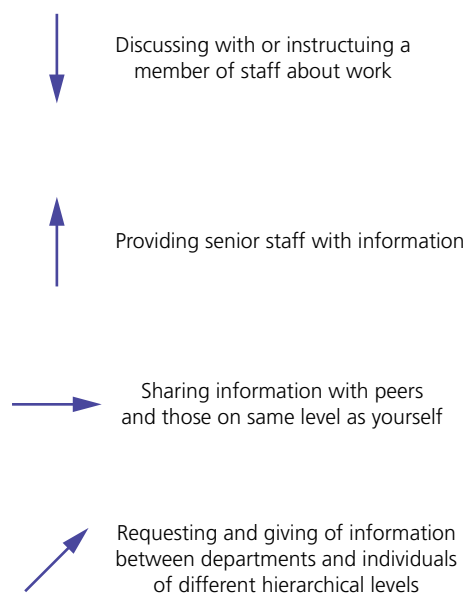 Discussing with or instructuing a
member of staff about work
Providing senior staff with information
Sharing information with peers
and those on same level as yourself
Requesting and giving of information
between departments and individuals
of different hierarchical levels